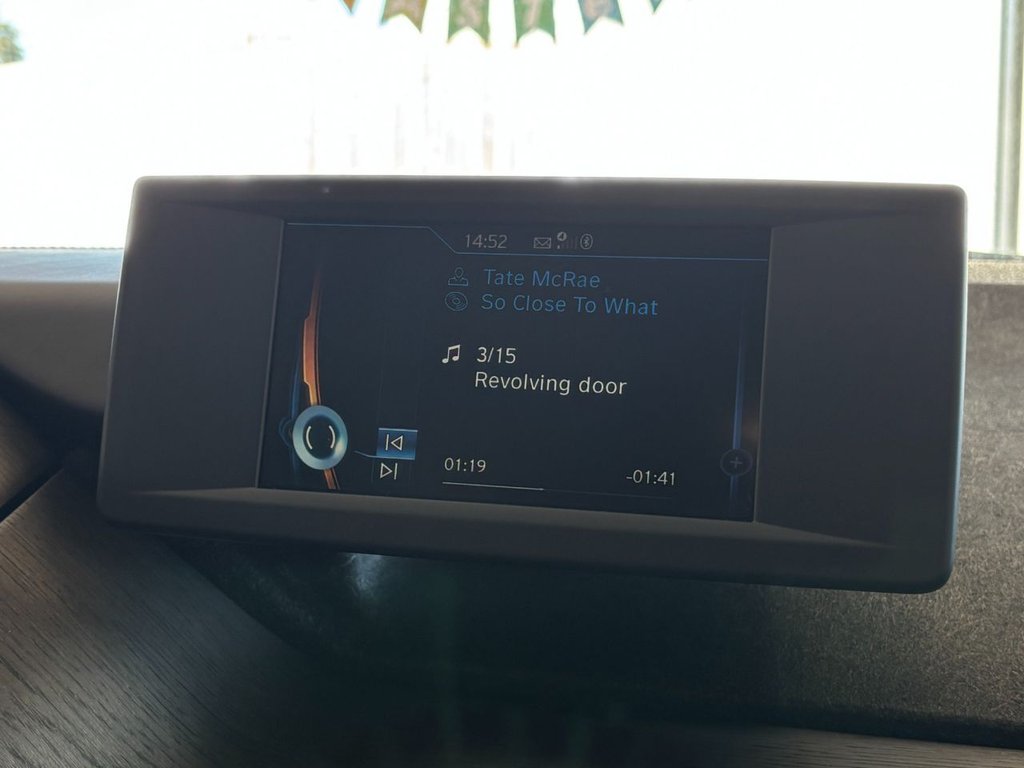 14:52
Tate McRae
So Close To What
3/15
Revolving door
01:19
-01:41